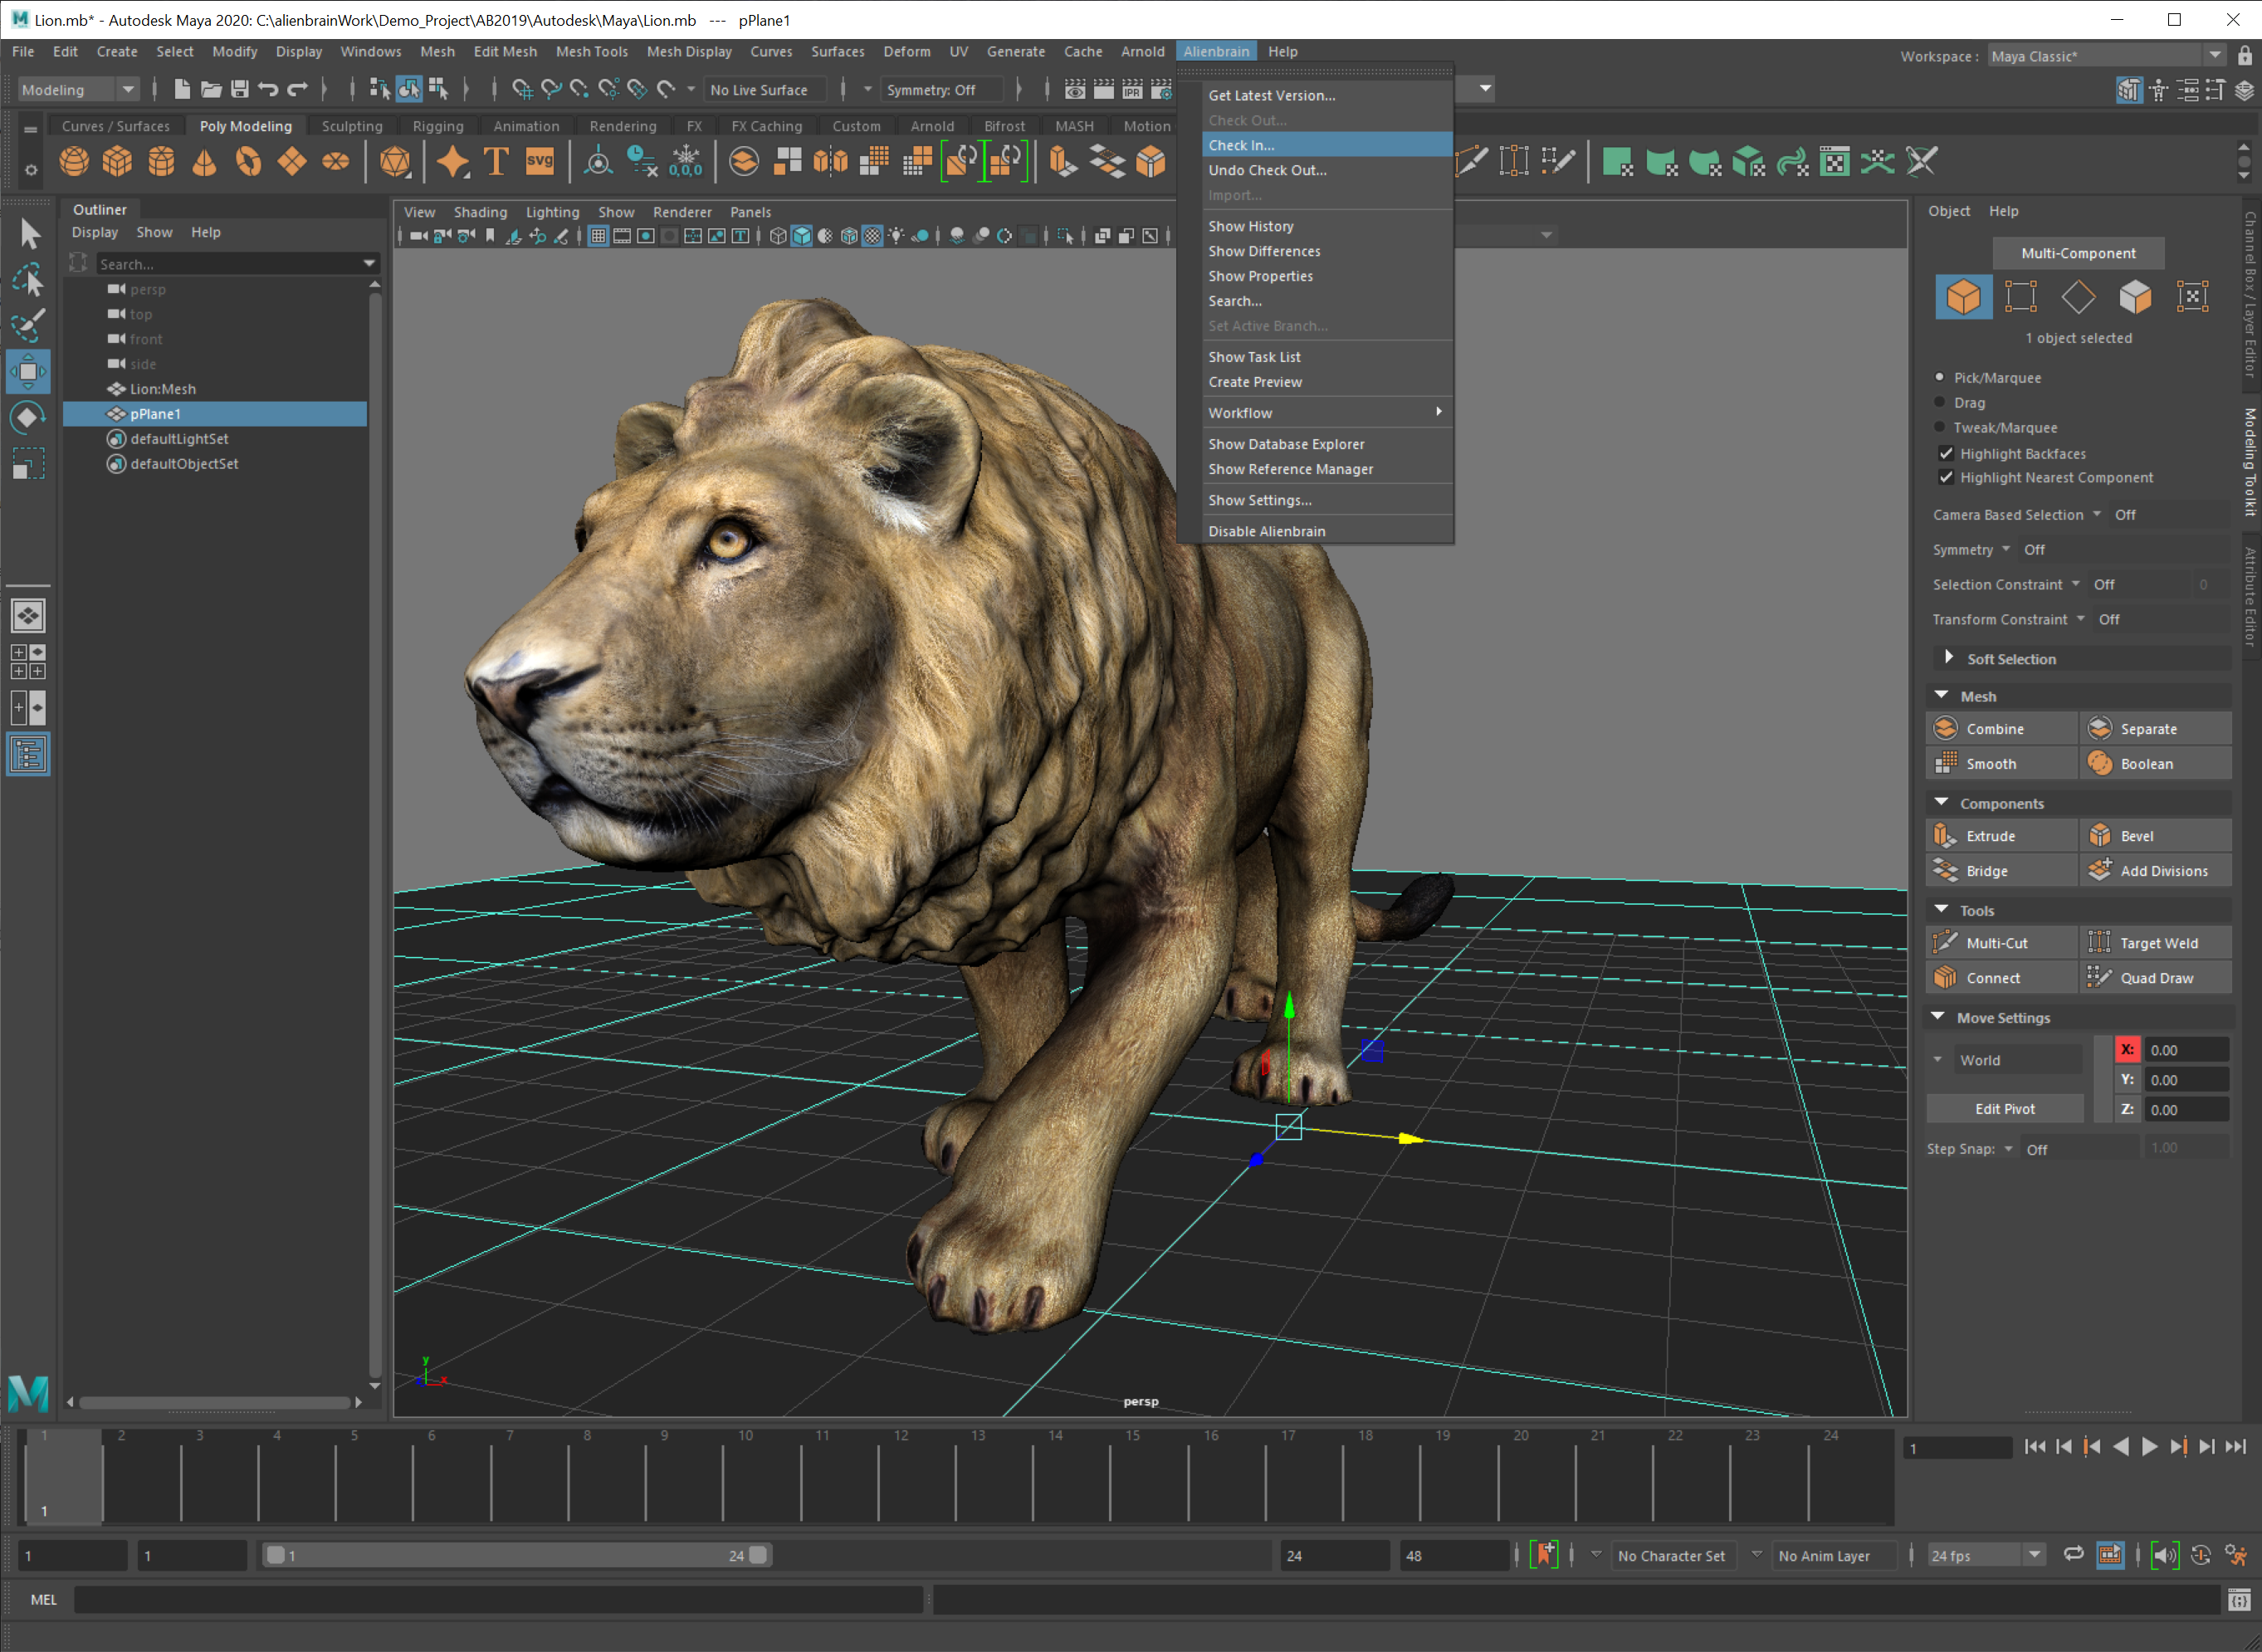 Lion.mb* - Autodesk Maya 2020: C:\alienbrainWork\Demo_Project\AB2019\Autodesk\Maya\Lion.mb --- pPlane1
File Edit Create Select Modify Display Windows Mesh Edit Mesh Mesh Tools Mesh Display Curves Surfaces Deform UV Generate Cache Arnold Alienbrain Help
Workspace : Maya Classic*
Modeling No Live Surface Symmetry: Off
IPR
Curves / Surfaces Poly Modeling Sculpting Rigging Animation Rendering FX FX Caching Custom Arnold Bifrost MASH Motion
T SVG 0,0,0
Get Latest Version...
Check Out...
Check In...
Undo Check Out...
Import...
Show History
Show Differences
Show Properties
Search...
Set Active Branch...
Show Task List
Create Preview
Workflow
Show Database Explorer
Show Reference Manager
Show Settings...
Disable Alienbrain
Outliner
Display Show Help
Search...
persp
top
front
side
Lion:Mesh
pPlane1
defaultLightSet
defaultObjectSet
View Shading Lighting Show Renderer Panels
y
x
persp
Object Help
Multi-Component
1 object selected
Pick/Marquee
Drag
Tweak/Marquee
Highlight Backfaces
Highlight Nearest Component
Camera Based Selection Off
Symmetry Off
Selection Constraint Off 0
Transform Constraint Off
Soft Selection
Mesh
Combine Separate
Smooth Boolean
Components
Extrude Bevel
Bridge Add Divisions
Tools
Multi-Cut Target Weld
Connect Quad Draw
Move Settings
World
X: 0.00
Y: 0.00
Edit Pivot
Z: 0.00
Step Snap: Off 1.00
Channel Box / Layer Editor
Modeling Toolkit
Attribute Editor
M
1 2 3 4 5 6 7 8 9 10 11 12 13 14 15 16 17 18 19 20 21 22 23 24
1
1
1 1 1 24 24 48 No Character Set No Anim Layer 24 fps
MEL